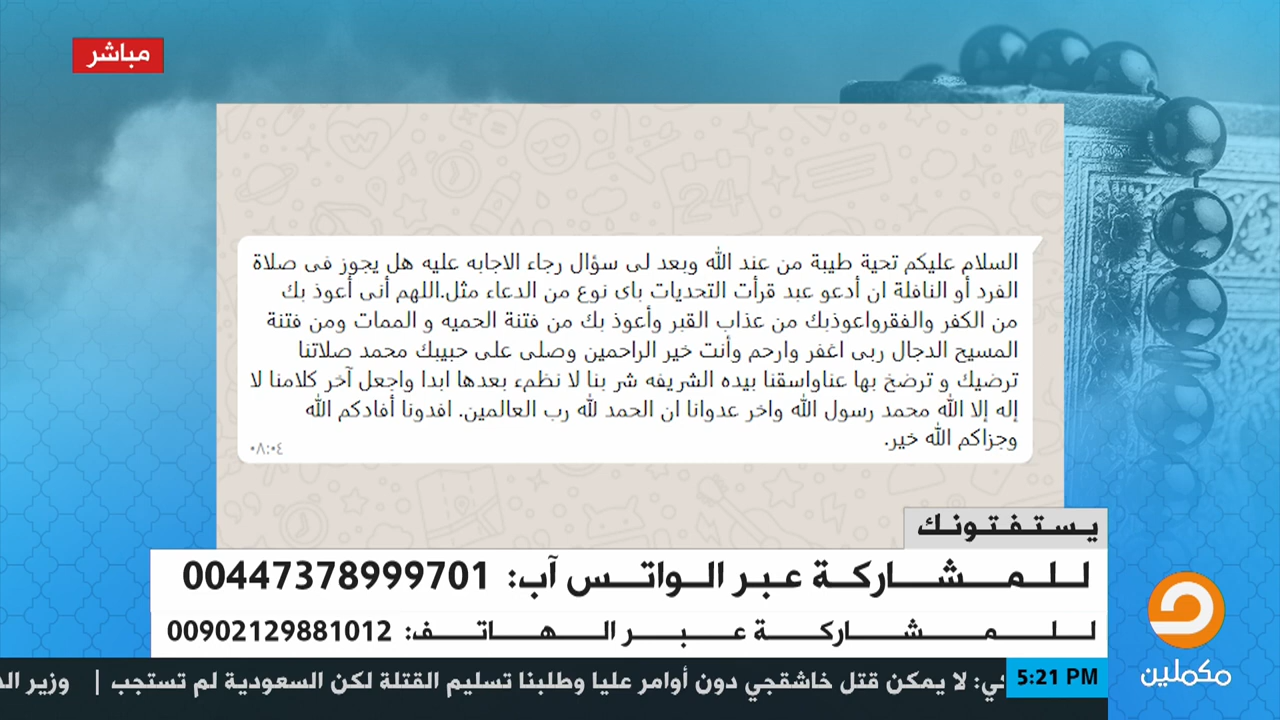 مباشر
السلام عليكم تحية طيبة من عند الله وبعد لى سؤال رجاء الاجابه عليه هل يجوز فى صلاة
الفرد أو النافلة ان أدعو عبد قرأت التحديات باى نوع من الدعاء مثل.اللهم أنى أعوذ بك
من الكفر والفقرواعوذبك من عذاب القبر وأعوذ بك من فتنة الحميه و الممات ومن فتنة
المسيح الدجال ربى اغفر وارحم وأنت خير الراحمين وصلى على حبيبك محمد صلاتنا
ترضيك و ترضخ بها عناواسقنا بيده الشريفه شر بنا لا نظمء بعدها ابدا واجعل آخر كلامنا لا
إله إلا الله محمد رسول الله واخر عدوانا ان الحمد لله رب العالمين. افدونا أفادكم الله
وجزاكم الله خير.
٠٨:٠٤
يستفتونك
للمشاركة عبر الواتس آب: 00447378999701
للمشاركة عبر الهاتف: 00902129881012
كي: لا يمكن قتل خاشقجي دون أوامر عليا وطلبنا تسليم القتلة لكن السعودية لم تستجب | وزير
5:21 PM
مكملين